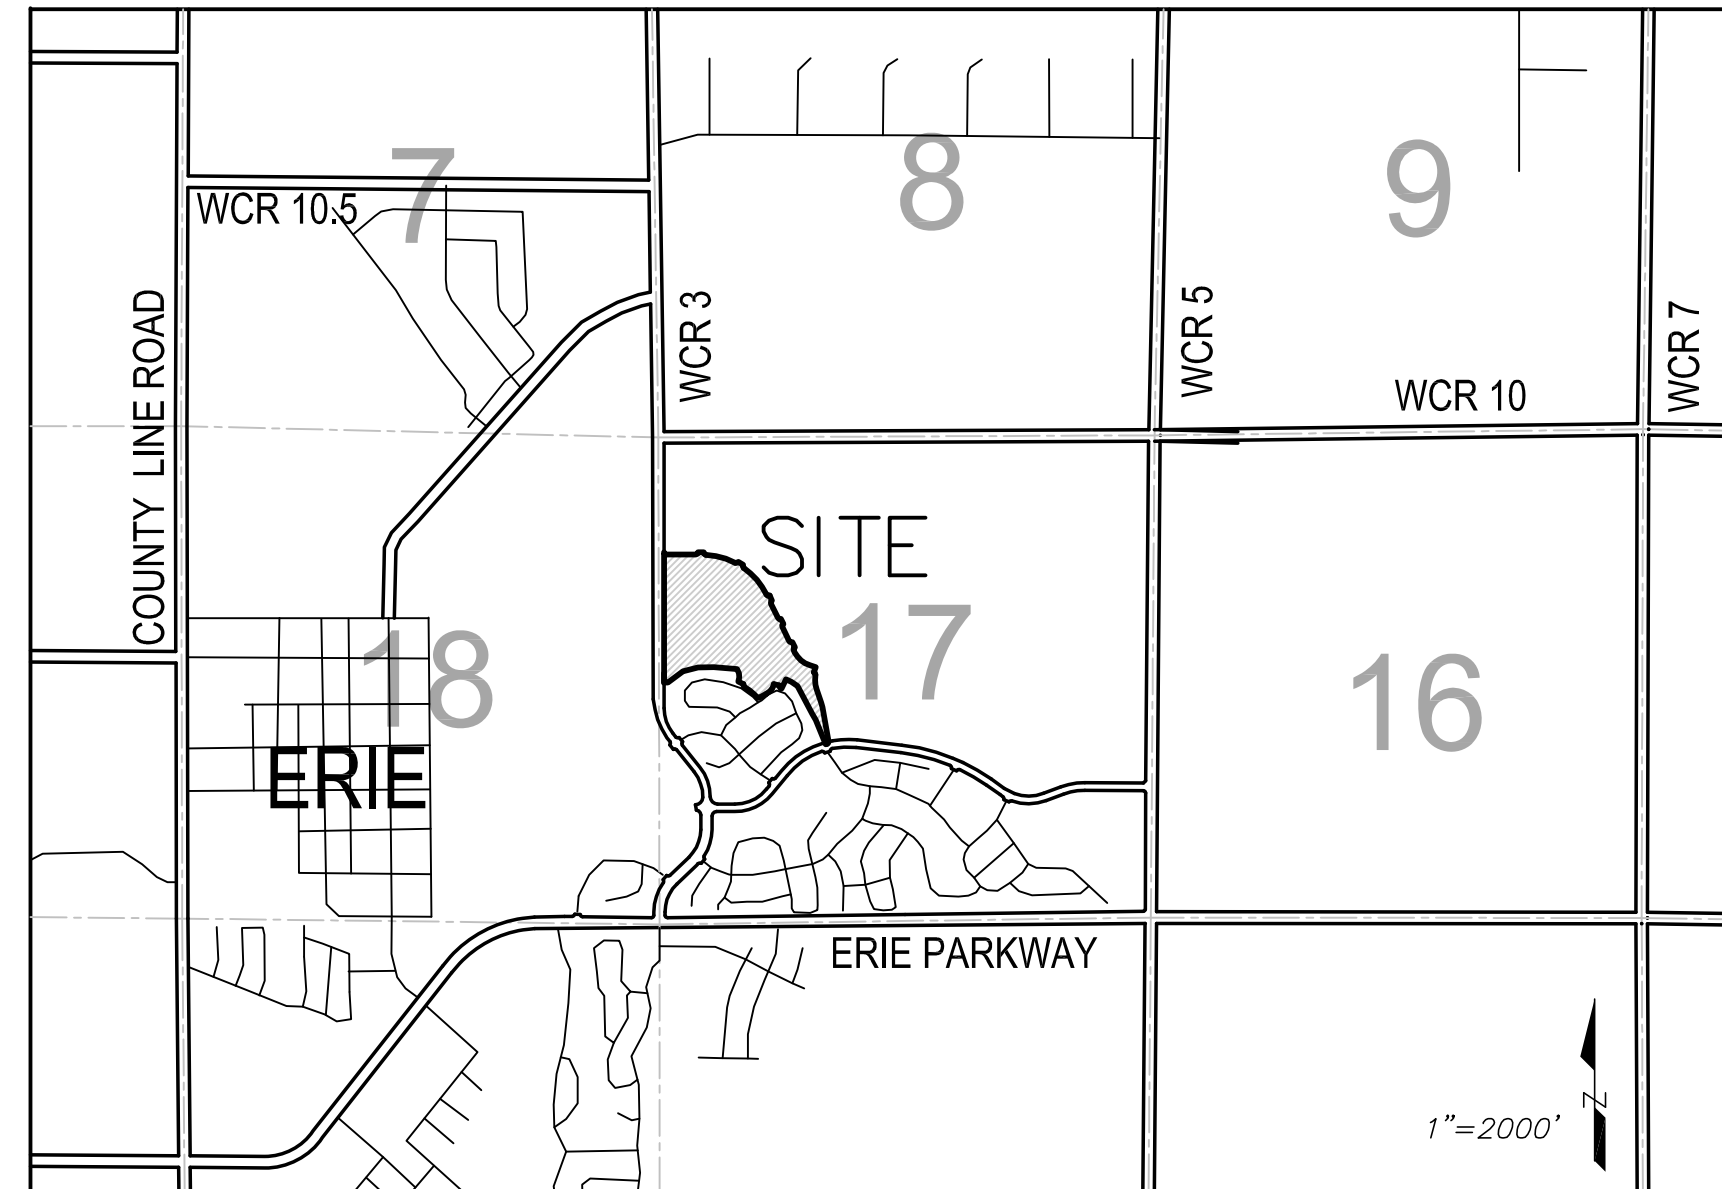 7
8
9
WCR 10.5
COUNTY LINE ROAD
WCR 3
WCR 5
WCR 7
WCR 10
SITE
17
18
16
ERIE
ERIE PARKWAY
N
1"=2000'